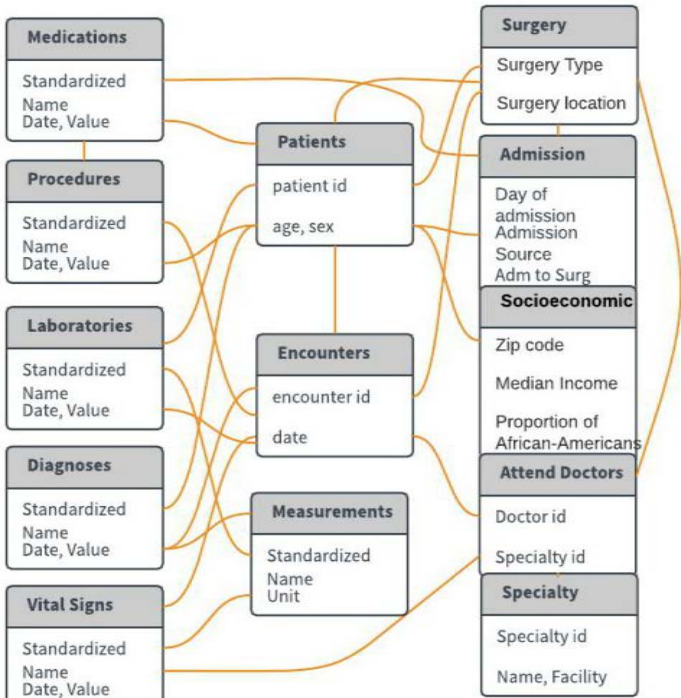 Medications
Standardized
Name
Date, Value
Procedures
Standardized
Name
Date, Value
Laboratories
Standardized
Name
Date, Value
Diagnoses
Standardized
Name
Date, Value
Vital Signs
Standardized
Name
Date, Value
Patients
patient id
age, sex
Encounters
encounter id
date
Measurements
Standardized
Name
Unit
Surgery
Surgery Type
Surgery location
Admission
Day of
admission
Admission
Source
Adm to Surg
Socioeconomic
Zip code
Median Income
Proportion of
African-Americans
Attend Doctors
Doctor id
Specialty id
Specialty
Specialty id
Name, Facility